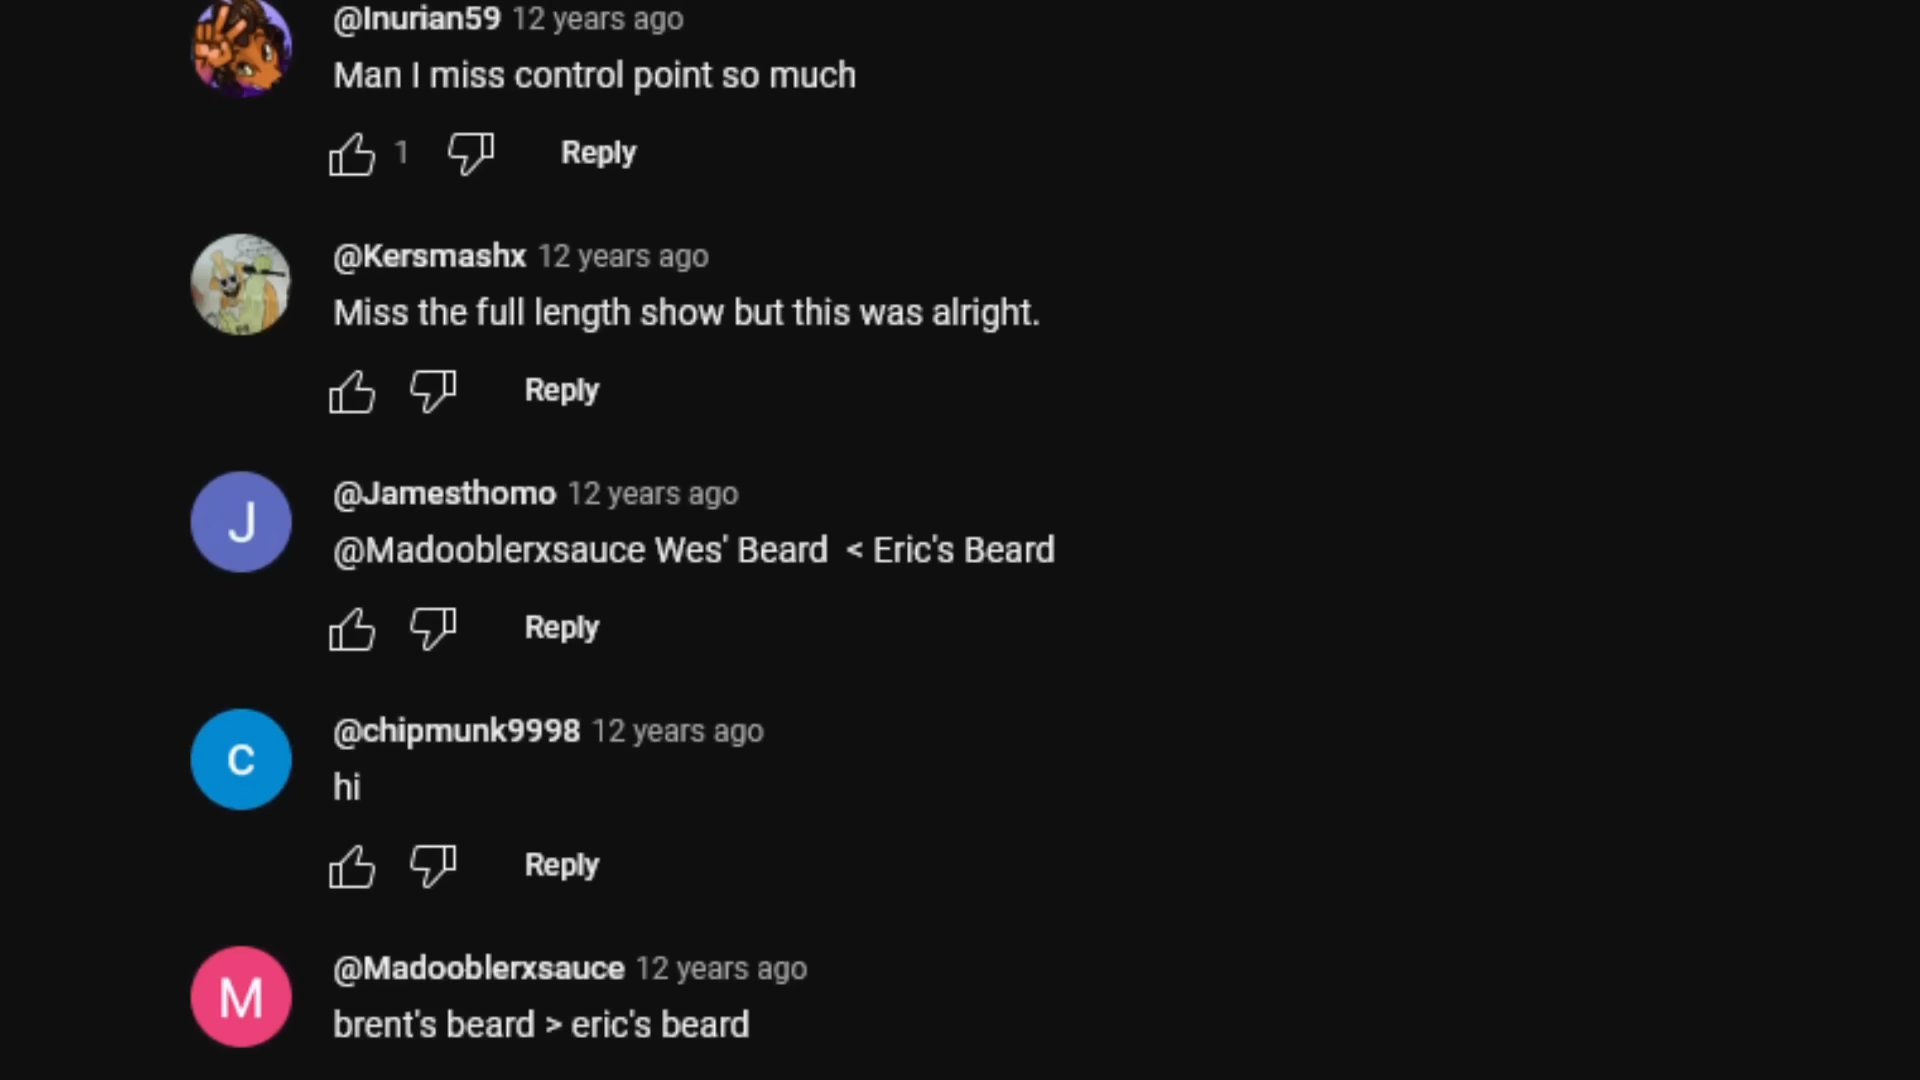 @Inurian59 12 years ago
Man I miss control point so much
1 Reply
@Kersmashx 12 years ago
Miss the full length show but this was alright.
Reply
J
@Jamesthomo 12 years ago
@Madooblerxsauce Wes' Beard  < Eric's Beard
Reply
c
@chipmunk9998 12 years ago
hi
Reply
M
@Madooblerxsauce 12 years ago
brent's beard > eric's beard